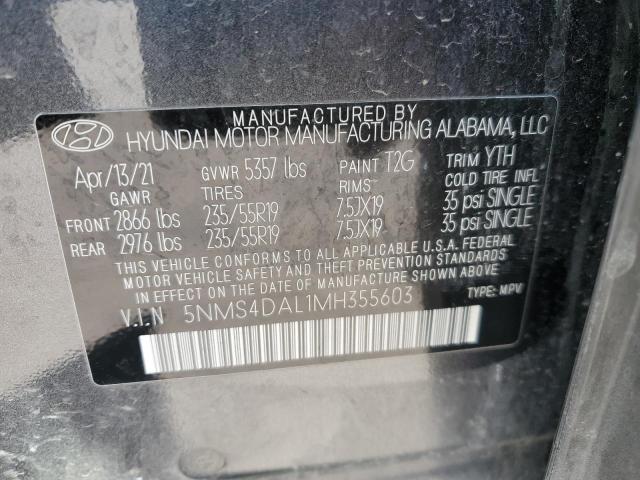 MANUFACTURED BY
HYUNDAI MOTOR MANUFACTURING ALABAMA, LLC
Apr/13/21 GVWR 5357 lbs PAINT T2G TRIM YTH
GAWR TIRES RIMS COLD TIRE INFL
FRONT 2866 lbs 235/55R19 7.5JX19 35 psi SINGLE
REAR 2976 lbs 235/55R19 7.5JX19 35 psi SINGLE
THIS VEHICLE CONFORMS TO ALL APPLICABLE U.S.A. FEDERAL
MOTOR VEHICLE SAFETY AND THEFT PREVENTION STANDARDS
IN EFFECT ON THE DATE OF MANUFACTURE SHOWN ABOVE.
V.I.N 5NMS4DAL1MH355603 TYPE: MPV